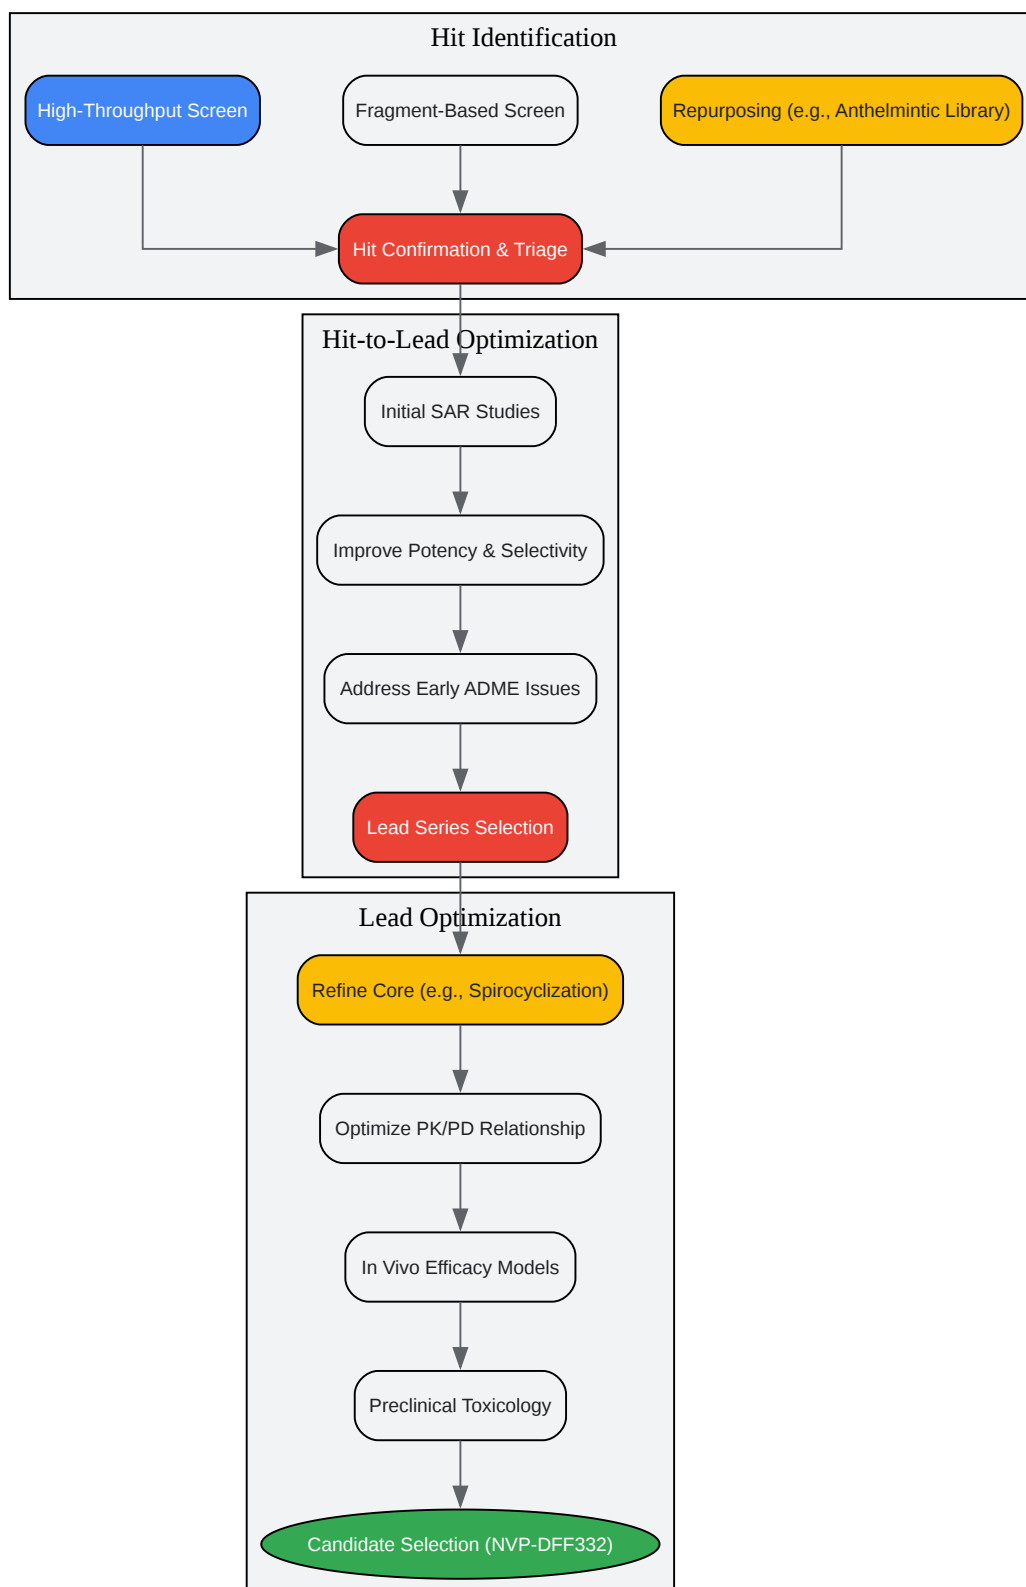 Hit Identification
High-Throughput Screen
Fragment-Based Screen
Repurposing (e.g., Anthelmintic Library)
Hit Confirmation & Triage
Hit-to-Lead Optimization
Initial SAR Studies
Improve Potency & Selectivity
Address Early ADME Issues
Lead Series Selection
Lead Optimization
Refine Core (e.g., Spirocyclization)
Optimize PK/PD Relationship
In Vivo Efficacy Models
Preclinical Toxicology
Candidate Selection (NVP-DFF332)